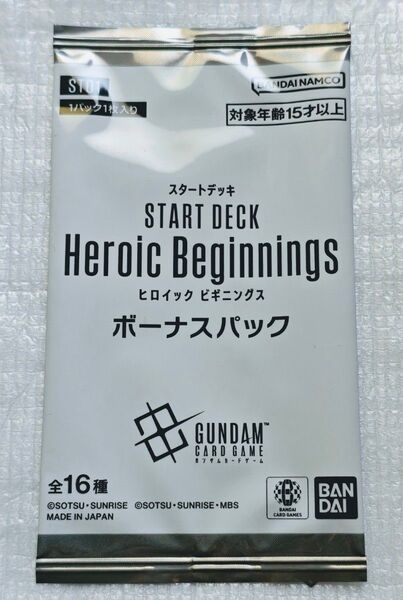 ST01
BANDAI NAMCO
1パック1枚入り
対象年齢15才以上
スタートデッキ
START DECK
Heroic Beginnings
ヒロイック ビギニングス
ボーナスパック
GUNDAM™
CARD GAME
ガンダムカードゲーム
全16種
©SOTSU・SUNRISE ©SOTSU・SUNRISE・MBS
MADE IN JAPAN
BANDAI
CARD GAMES
BAN
DAI